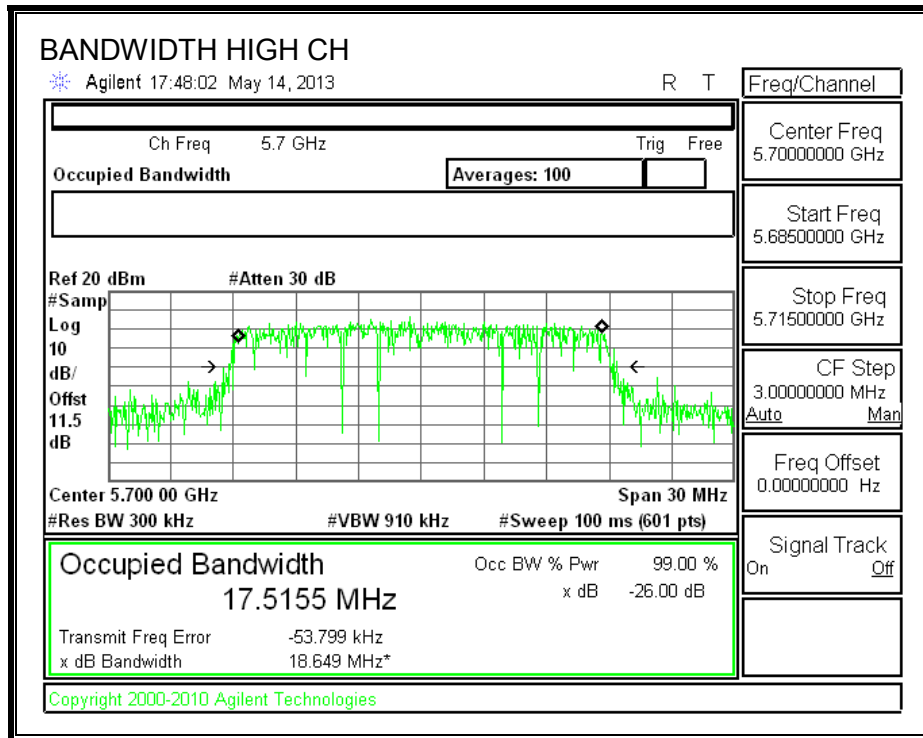 BANDWIDTH HIGH CH
Agilent 17:48:02 May 14, 2013 R T
Freq/Channel
Ch Freq 5.7 GHz Trig Free
Occupied Bandwidth Averages: 100
Center Freq
5.70000000 GHz
Start Freq
5.68500000 GHz
Stop Freq
5.71500000 GHz
CF Step
3.00000000 MHz
Auto Man
Freq Offset
0.00000000 Hz
Signal Track
On Off
Ref 20 dBm #Atten 30 dB
#Samp
Log
10
dB/
Offst
11.5
dB
Center 5.700 00 GHz Span 30 MHz
#Res BW 300 kHz #VBW 910 kHz #Sweep 100 ms (601 pts)
Occupied Bandwidth Occ BW % Pwr 99.00 %
17.5155 MHz x dB -26.00 dB
Transmit Freq Error -53.799 kHz
x dB Bandwidth 18.649 MHz*
Copyright 2000-2010 Agilent Technologies